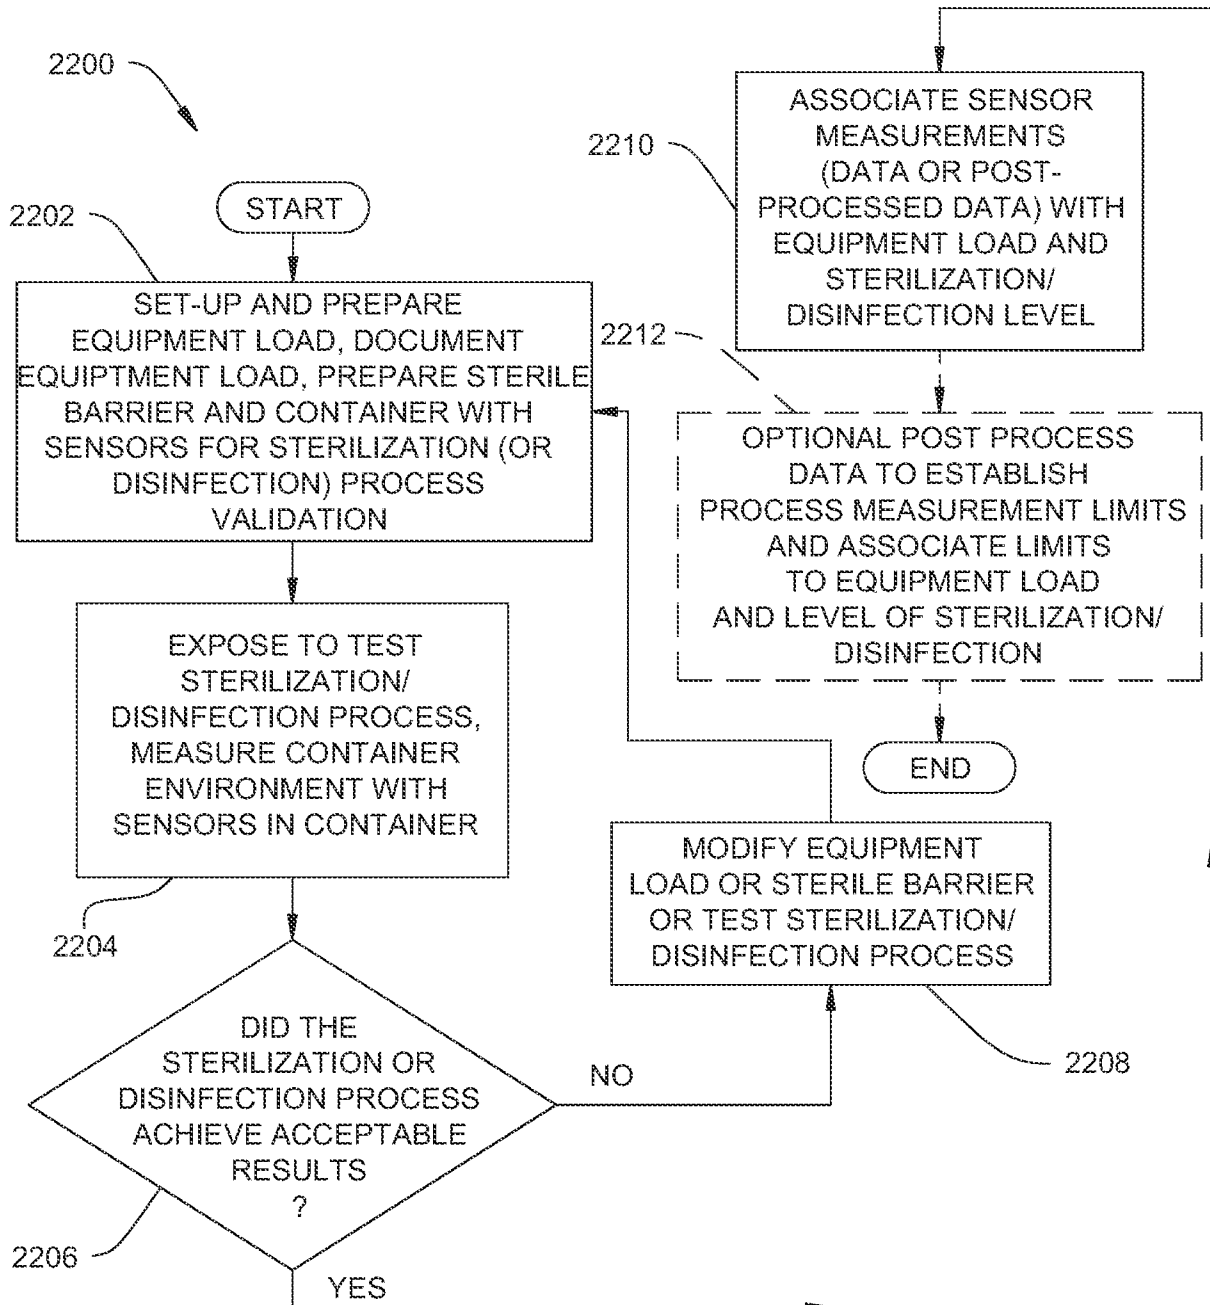 2200
START
2202
SET-UP AND PREPARE
EQUIPMENT LOAD, DOCUMENT
EQUIPTMENT LOAD, PREPARE STERILE
BARRIER AND CONTAINER WITH
SENSORS FOR STERILIZATION (OR
DISINFECTION) PROCESS
VALIDATION
EXPOSE TO TEST
STERILIZATION/
DISINFECTION PROCESS,
MEASURE CONTAINER
ENVIRONMENT WITH
SENSORS IN CONTAINER
2204
DID THE
STERILIZATION OR
DISINFECTION PROCESS
ACHIEVE ACCEPTABLE
RESULTS
?
2206
YES
NO
MODIFY EQUIPMENT
LOAD OR STERILE BARRIER
OR TEST STERILIZATION/
DISINFECTION PROCESS
2208
2210
ASSOCIATE SENSOR
MEASUREMENTS
(DATA OR POST-
PROCESSED DATA) WITH
EQUIPMENT LOAD AND
STERILIZATION/
DISINFECTION LEVEL
2212
OPTIONAL POST PROCESS
DATA TO ESTABLISH
PROCESS MEASUREMENT LIMITS
AND ASSOCIATE LIMITS
TO EQUIPMENT LOAD
AND LEVEL OF STERILIZATION/
DISINFECTION
END